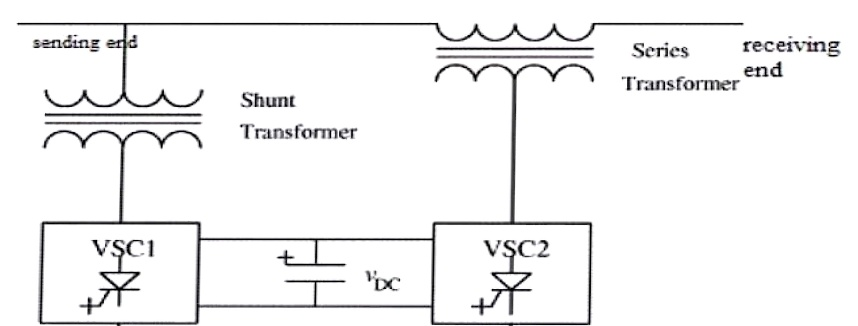 sending end
Series
Transformer
receiving
end
Shunt
Transformer
VSC1
VSC2
+
vDC